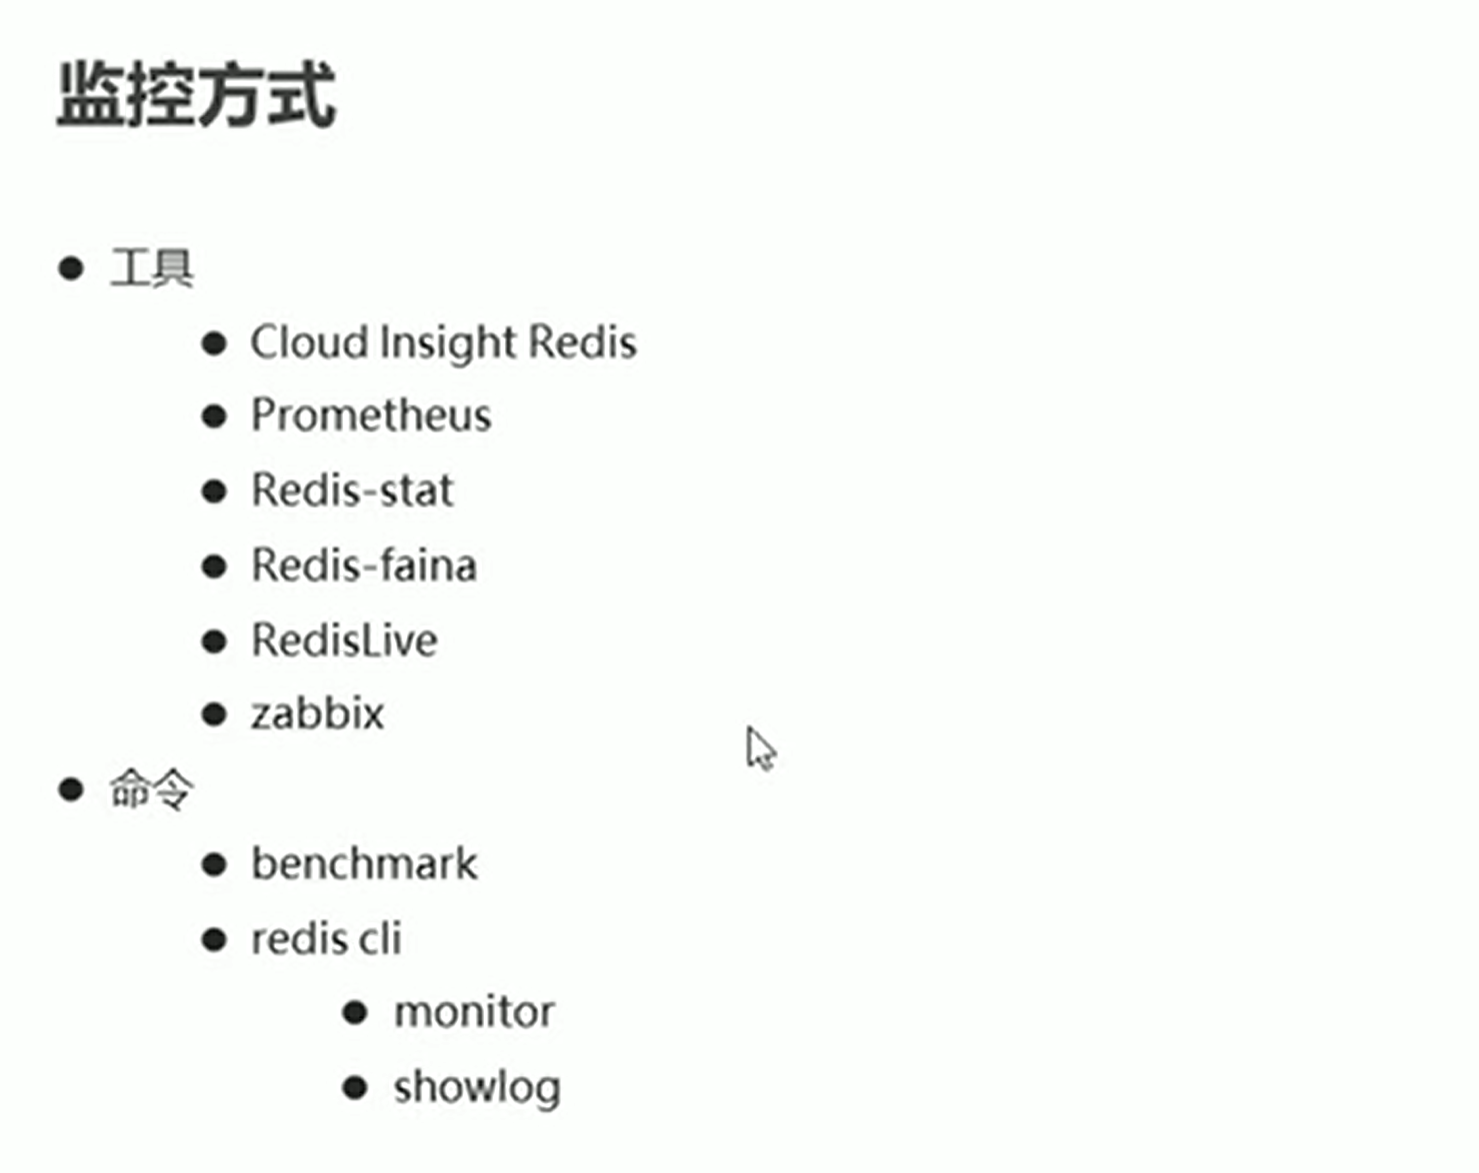 监控方式
工具
Cloud Insight Redis
Prometheus
Redis-stat
Redis-faina
RedisLive
zabbix
命令
benchmark
redis cli
monitor
showlog